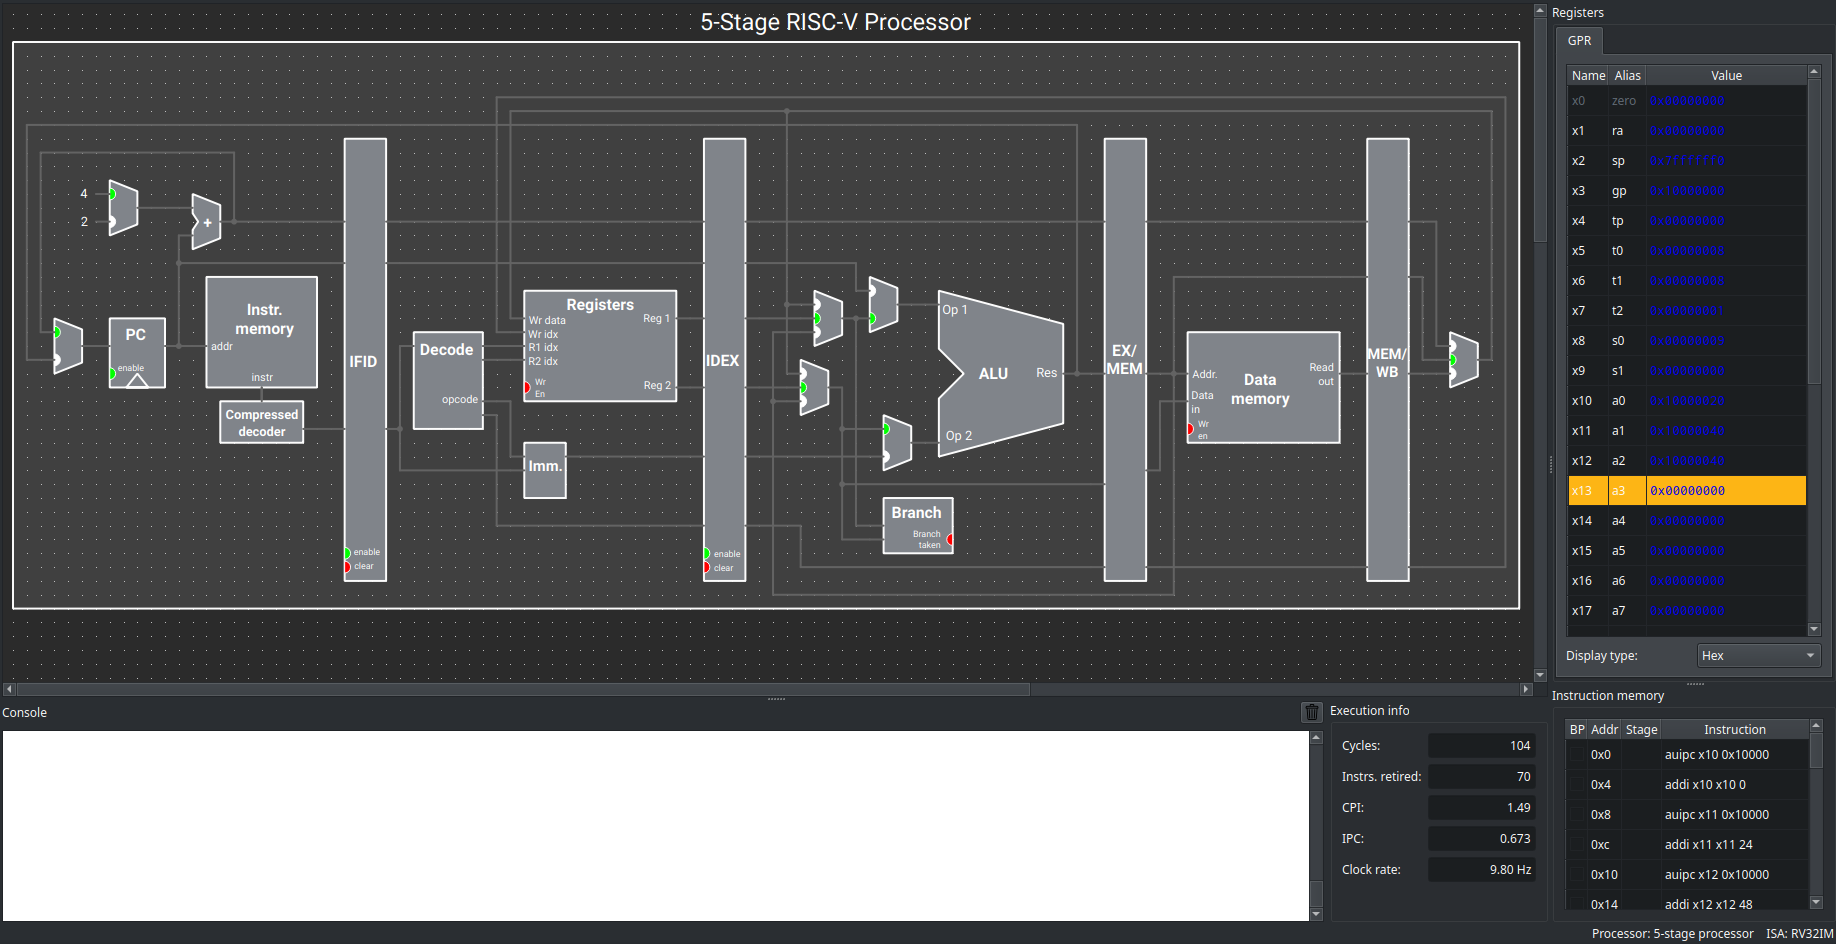 5-Stage RISC-V Processor
4
2
+
PC
enable
Instr.
memory
addr
instr
Compressed
decoder
IFID
enable
clear
Decode
opcode
Registers
Wr data
Wr idx
R1 idx
R2 idx
Wr
En
Reg 1
Reg 2
Imm.
IDEX
enable
clear
Op 1
ALU
Res
Op 2
Branch
Branch
taken
EX/
MEM
Addr.
Data
in
Wr
en
Data
memory
Read
out
MEM/
WB
Registers
GPR
Name Alias Value
x0 zero 0x00000000
x1 ra 0x00000000
x2 sp 0x7ffffff0
x3 gp 0x10000000
x4 tp 0x00000000
x5 t0
x6 t1
x7 t2 0x00000001
x8 s0
x9 s1 0x00000000
x10 a0 0x10000020
x11 a1 0x10000040
x12 a2 0x10000040
x13 a3 0x00000000
x14 a4
x15 a5 0x00000000
x16 a6 0x00000000
x17 a7 0x00000000
Display type: Hex
Console
Execution info
Cycles: 104
Instrs. retired: 70
CPI: 1.49
IPC: 0.673
Clock rate: 9.80 Hz
Instruction memory
BP Addr Stage Instruction
0x0 auipc x10 0x10000
0x4 addi x10 x10 0
0x8 auipc x11 0x10000
0xc addi x11 x11 24
0x10 auipc x12 0x10000
0x14 addi x12 x12 48
Processor: 5-stage processor ISA: RV32IM